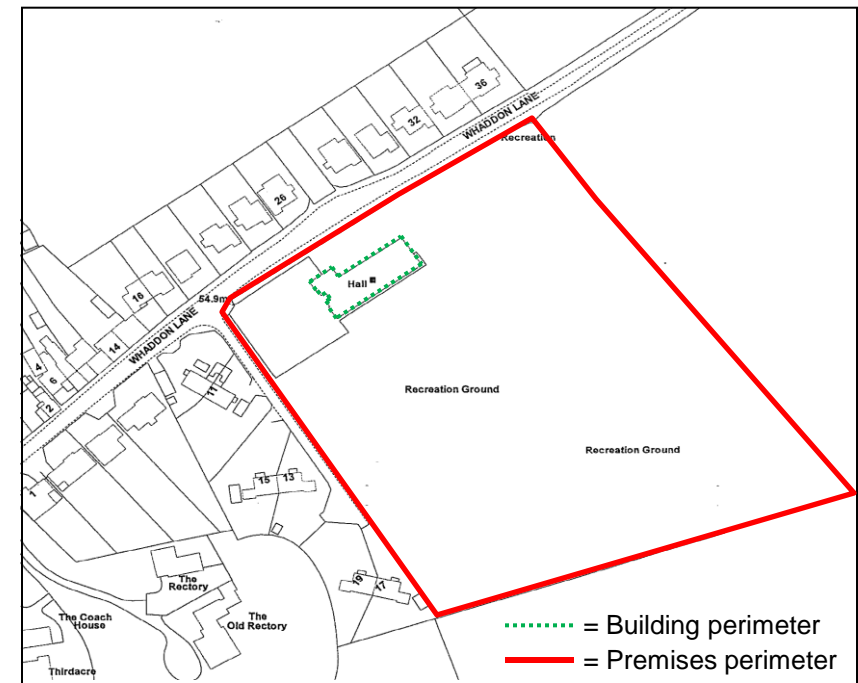 36
WHADDON LANE
32
Recreation
26
Hall
16
54.9m
14
WHADDON LANE
4
6
2
11
Recreation Ground
Recreation Ground
15 13
1
The
Rectory
19
17
The Coach
House
The
Old Rectory
Thirdacre
= Building perimeter
= Premises perimeter